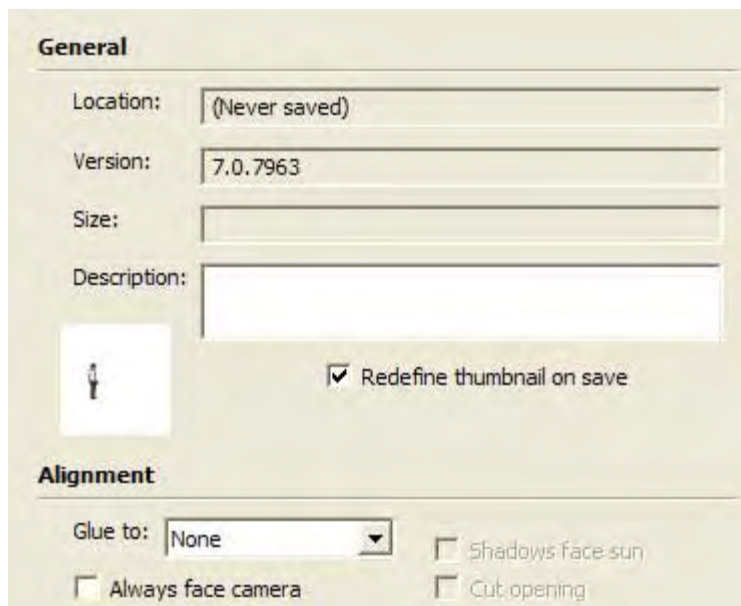 General
Location: (Never saved)
Version: 7.0.7963
Size:
Description:
Redefine thumbnail on save
Alignment
Glue to: None
Shadows face sun
Always face camera
Cut opening